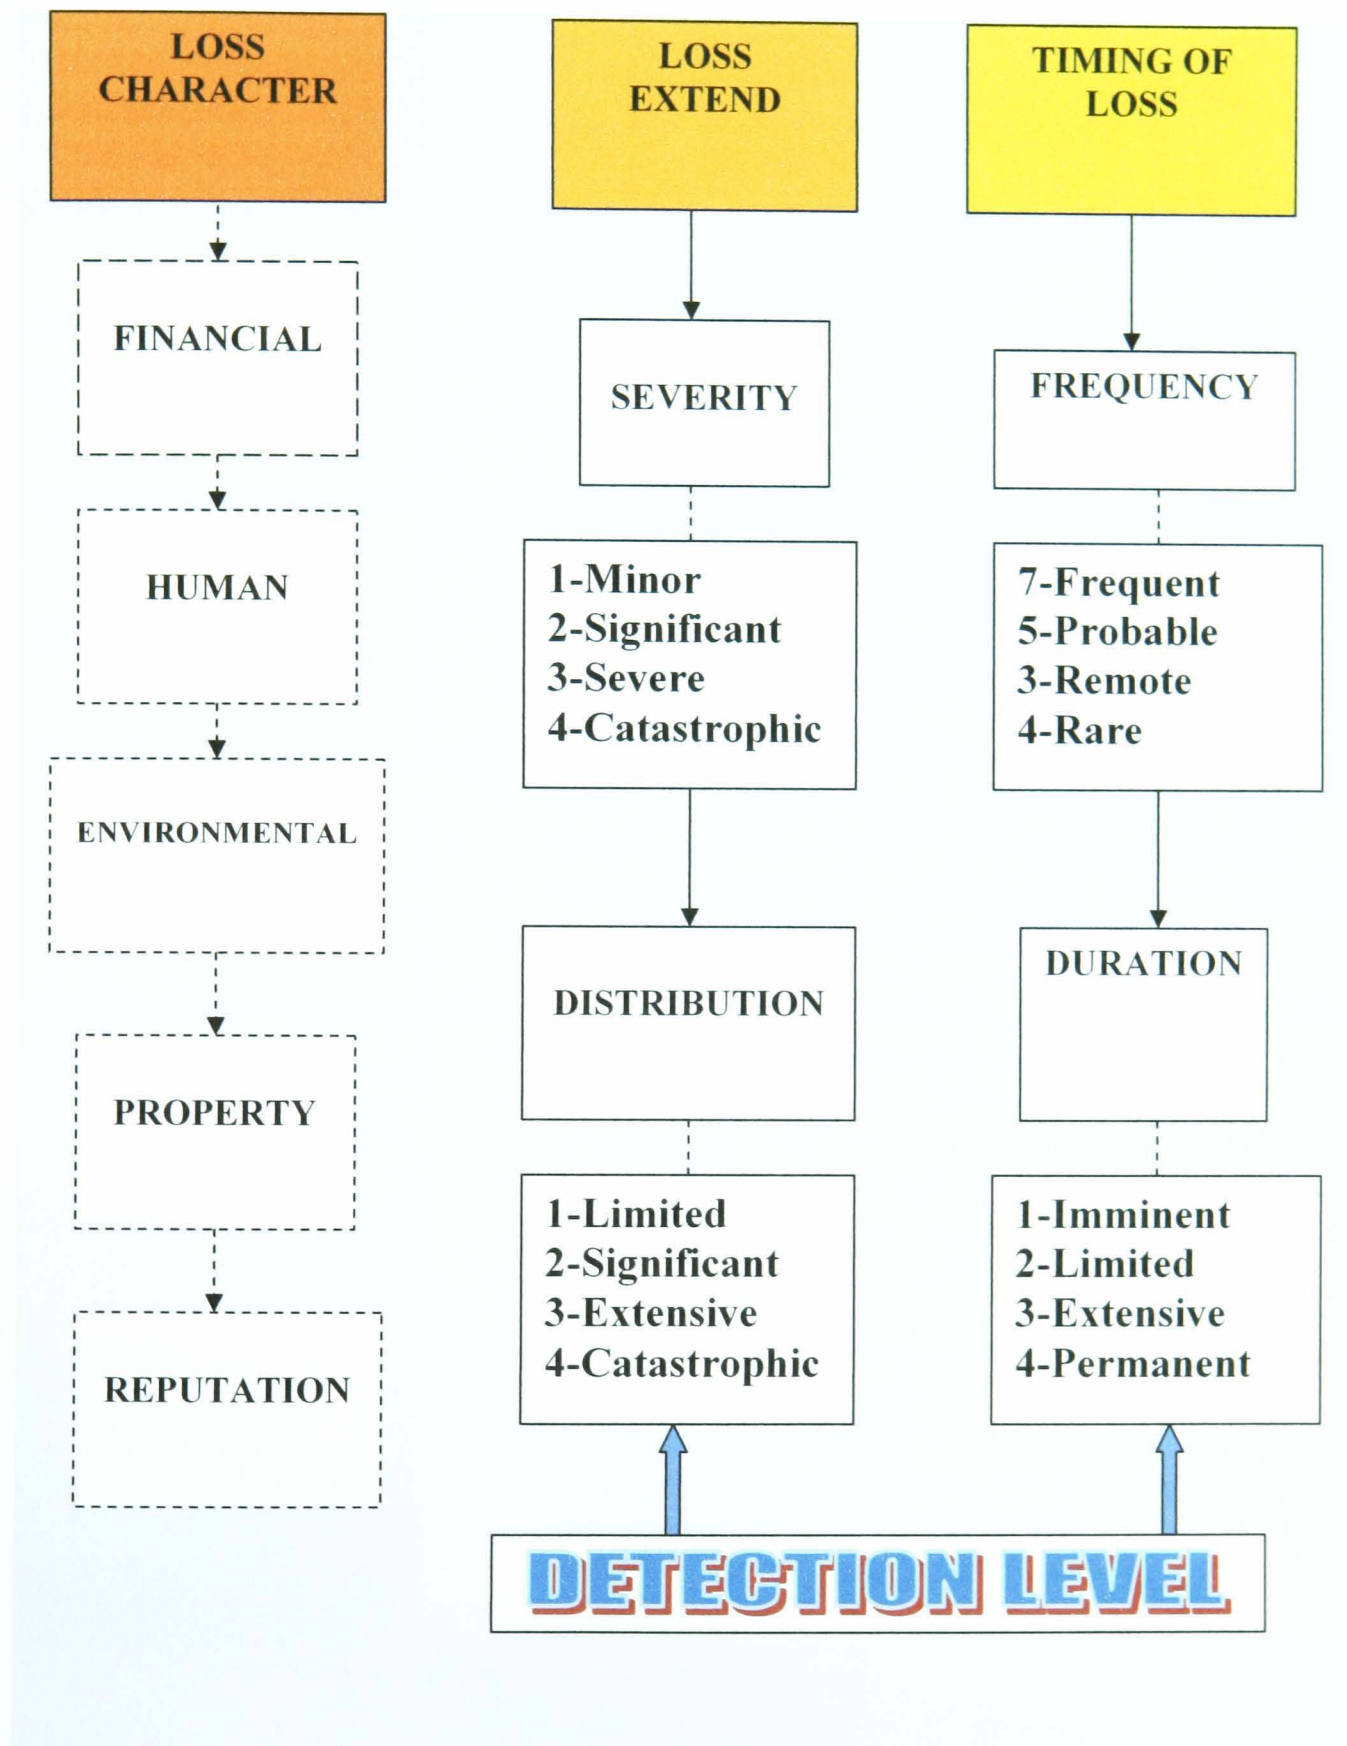 LOSS
CHARACTER
FINANCIAL
HUMAN
ENVIRONMENTAL
PROPERTY
REPUTATION
LOSS
EXTEND
SEVERITY
1-Minor
2-Significant
3-Severe
4-Catastrophic
DISTRIBUTION
1-Limited
2-Significant
3-Extensive
4-Catastrophic
TIMING OF
LOSS
FREQUENCY
7-Frequent
5-Probable
3-Remote
4-Rare
DURATION
1-Imminent
2-Limited
3-Extensive
4-Permanent
DETECTION LEVEL